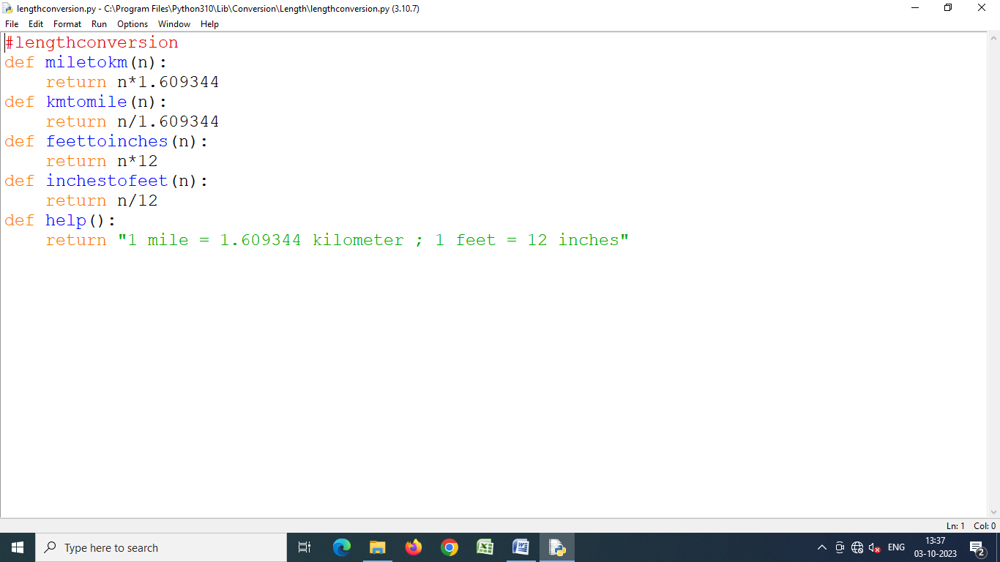 lengthconversion.py - C:\Program Files\Python310\Lib\Conversion\Length\lengthconversion.py (3.10.7)
File Edit Format Run Options Window Help
#lengthconversion
def miletokm(n):
    return n*1.609344
def kmtomile(n):
    return n/1.609344
def feettoinches(n):
    return n*12
def inchestofeet(n):
    return n/12
def help():
    return "1 mile = 1.609344 kilometer ; 1 feet = 12 inches"
Ln: 1 Col: 0
Type here to search
ENG
13:37
03-10-2023
2